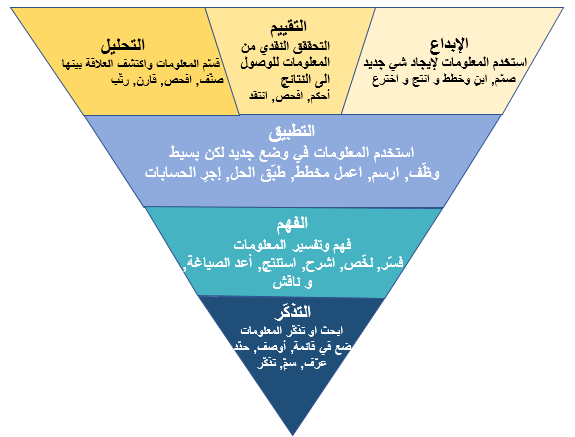 الإبداع
استخدم المعلومات لإيجاد شي جديد
صمّم, ابنِ وخطط و انتج و اخترع
التقييم
التحققق النقدي من
المعلومات للوصول
الى النتائج
أحكم, افحص, انتقد
التحليل
قسّم المعلومات واكتشف العلاقة بينها
صنّف, افحص, قارن, رتّب
التطبيق
استخدم المعلومات في وضع جديد لكن بسيط
وظّف, ارسم, اعمل مخطط, طبّق الحل, إجرِ الحسابات
الفهم
فهم وتفسير المعلومات
فسّر, لخّص, اشرح, استنتج, أعد الصياغة,
و ناقش
التذكّر
ابحث او تذكّر المعلومات
ضع في قائمة, أوصف, حدّد
عرّف, سمِّ, تذكّر